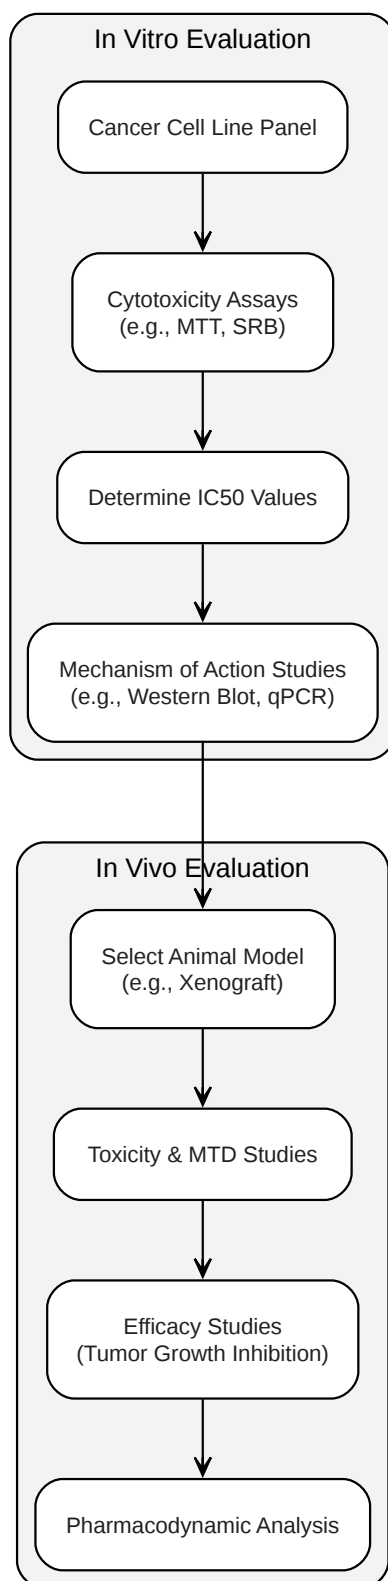 In Vitro Evaluation
Cancer Cell Line Panel
Cytotoxicity Assays
(e.g., MTT, SRB)
Determine IC50 Values
Mechanism of Action Studies
(e.g., Western Blot, qPCR)
In Vivo Evaluation
Select Animal Model
(e.g., Xenograft)
Toxicity & MTD Studies
Efficacy Studies
(Tumor Growth Inhibition)
Pharmacodynamic Analysis